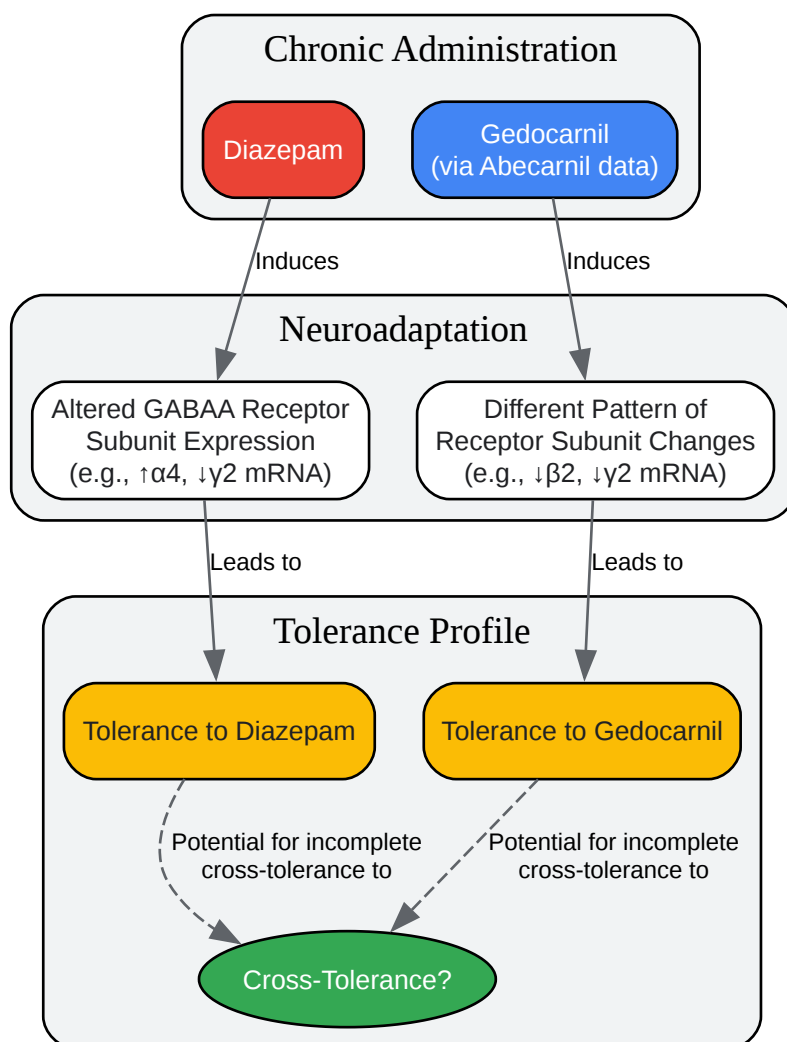 Chronic Administration
Diazepam
Gedocarnil
(via Abecarnil data)
Induces
Induces
Neuroadaptation
Altered GABAA Receptor
Subunit Expression
(e.g., ↑α4, ↓γ2 mRNA)
Different Pattern of
Receptor Subunit Changes
(e.g., ↓β2, ↓γ2 mRNA)
Leads to
Leads to
Tolerance Profile
Tolerance to Diazepam
Tolerance to Gedocarnil
Potential for incomplete
cross-tolerance to
Potential for incomplete
cross-tolerance to
Cross-Tolerance?